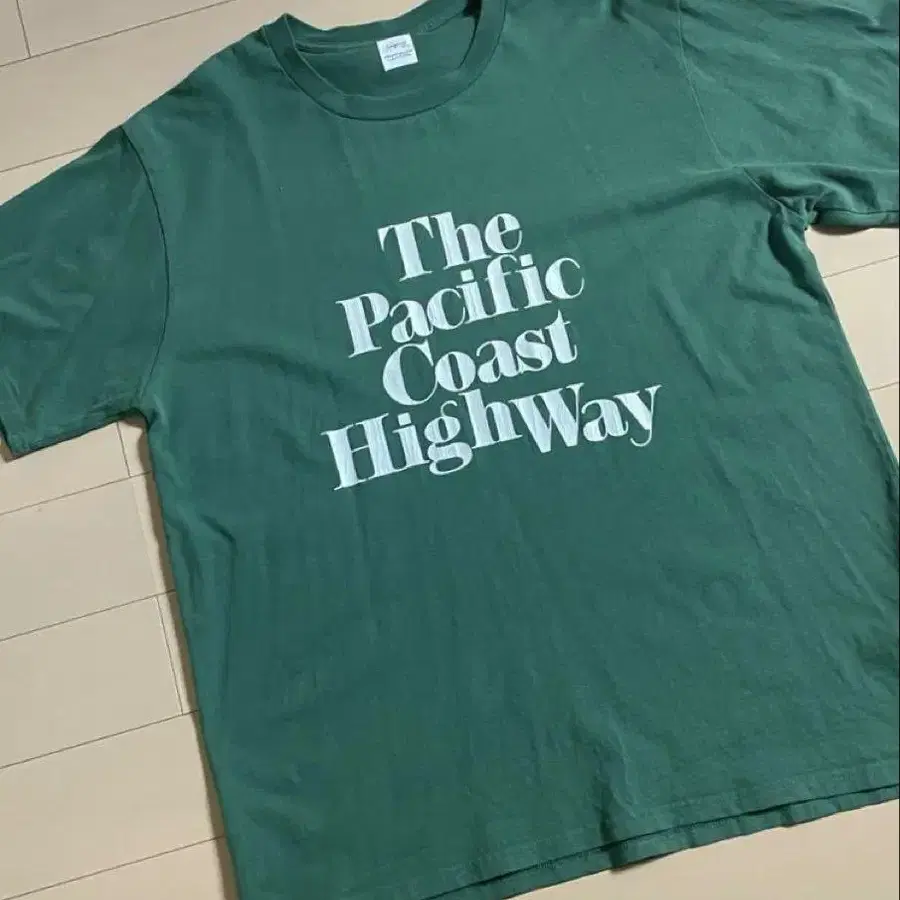 The
Pacific
Coast
HighWay